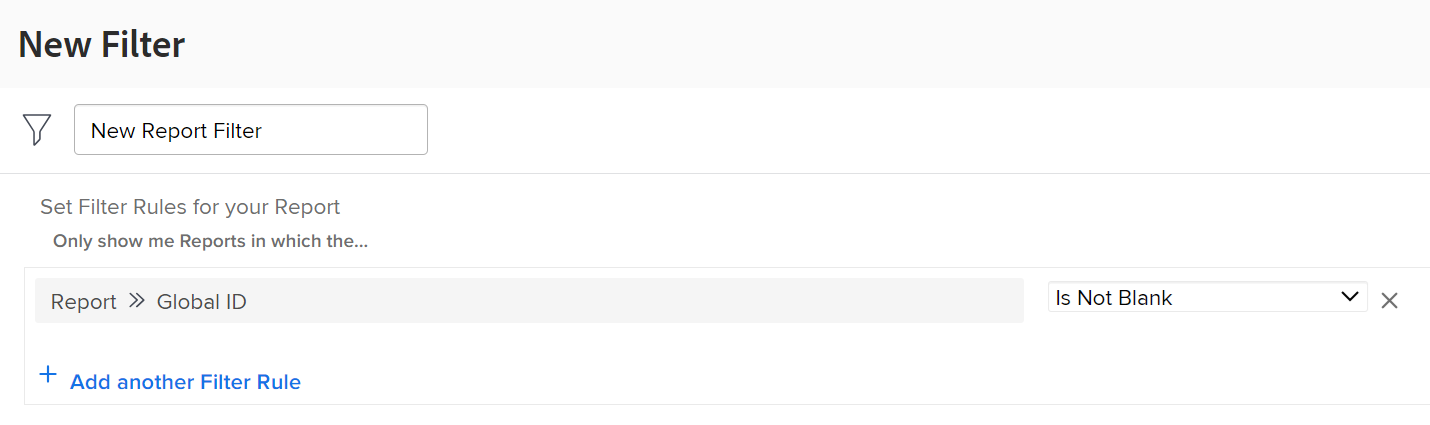 New Filter
New Report Filter
Set Filter Rules for your Report
Only show me Reports in which the...
Report » Global ID Is Not Blank
+ Add another Filter Rule